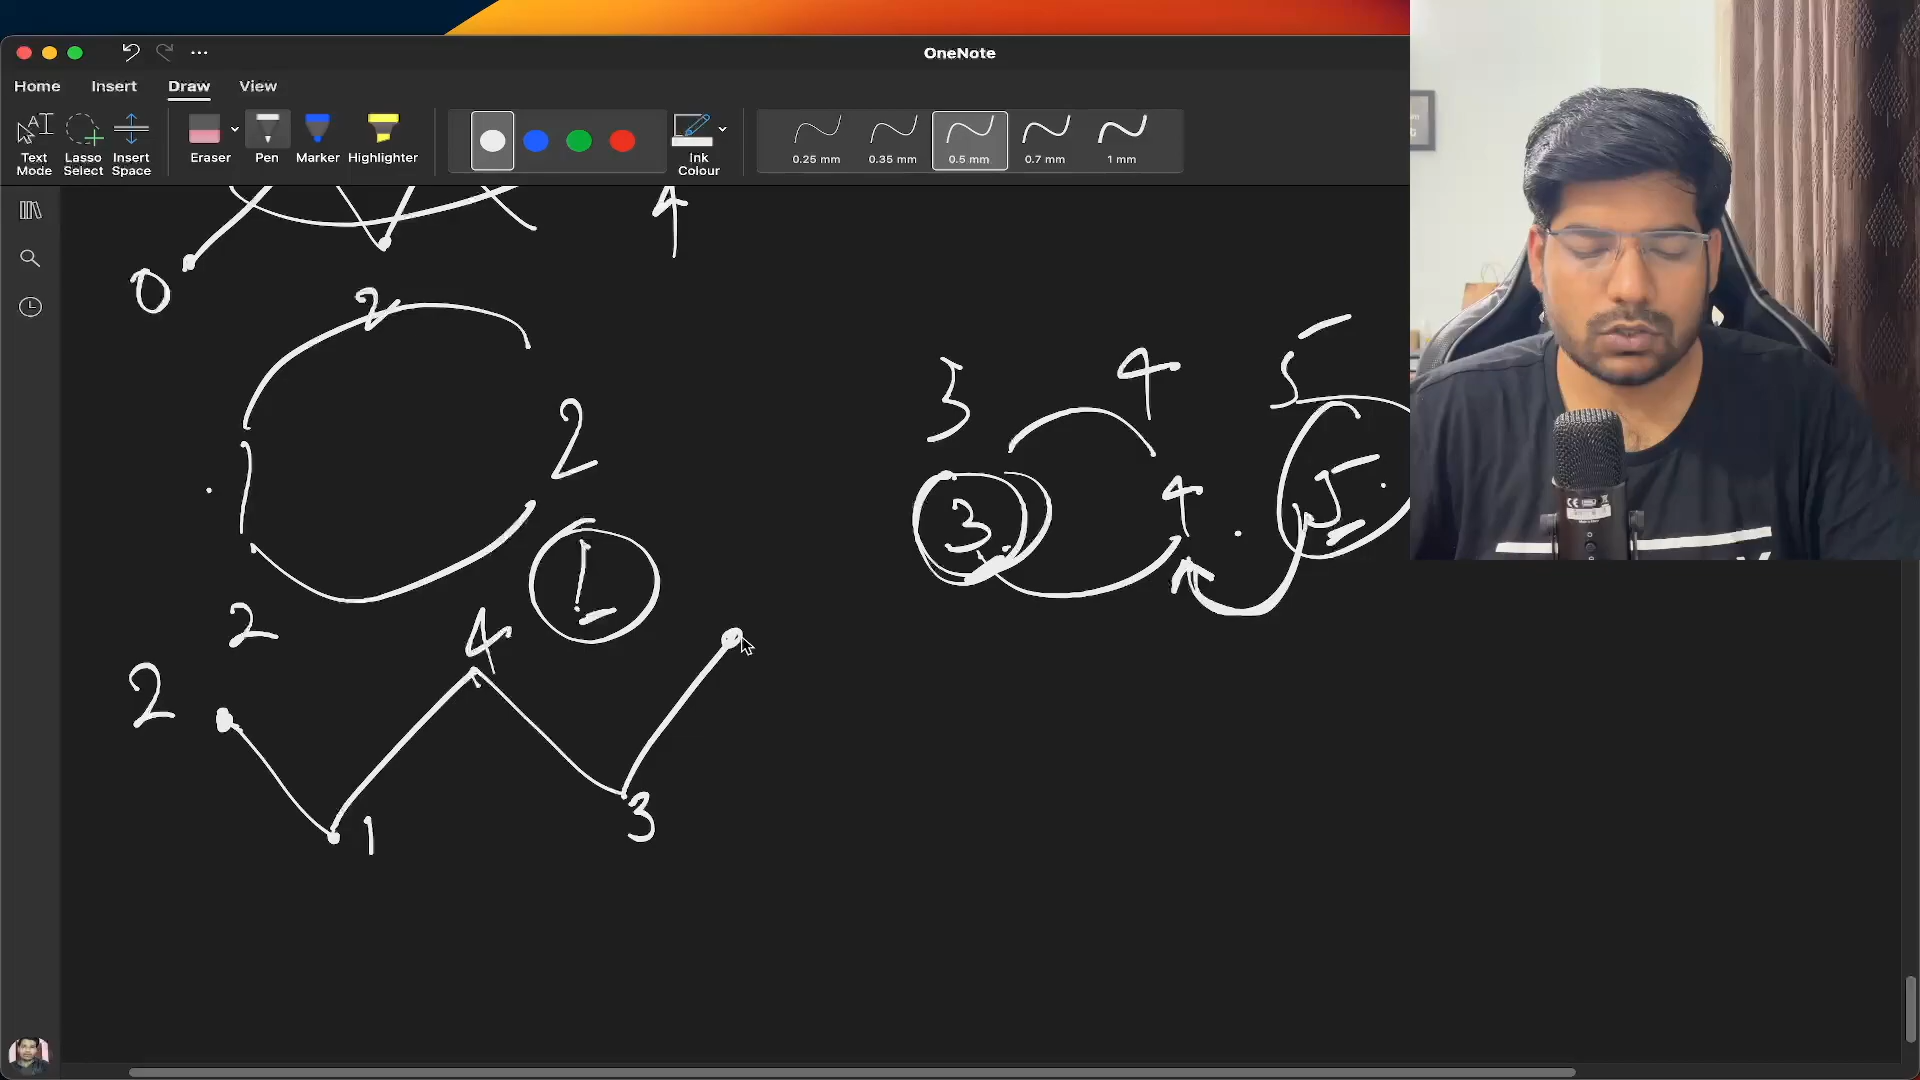 OneNote
Home Insert Draw View
Text Mode
Lasso Select
Insert Space
Eraser
Pen
Marker
Highlighter
Ink Colour
0.25 mm
0.35 mm
0.5 mm
0.7 mm
1 mm
4
0
2
1
2
1
2
3 4 5
3 4 5
2
4
1
3